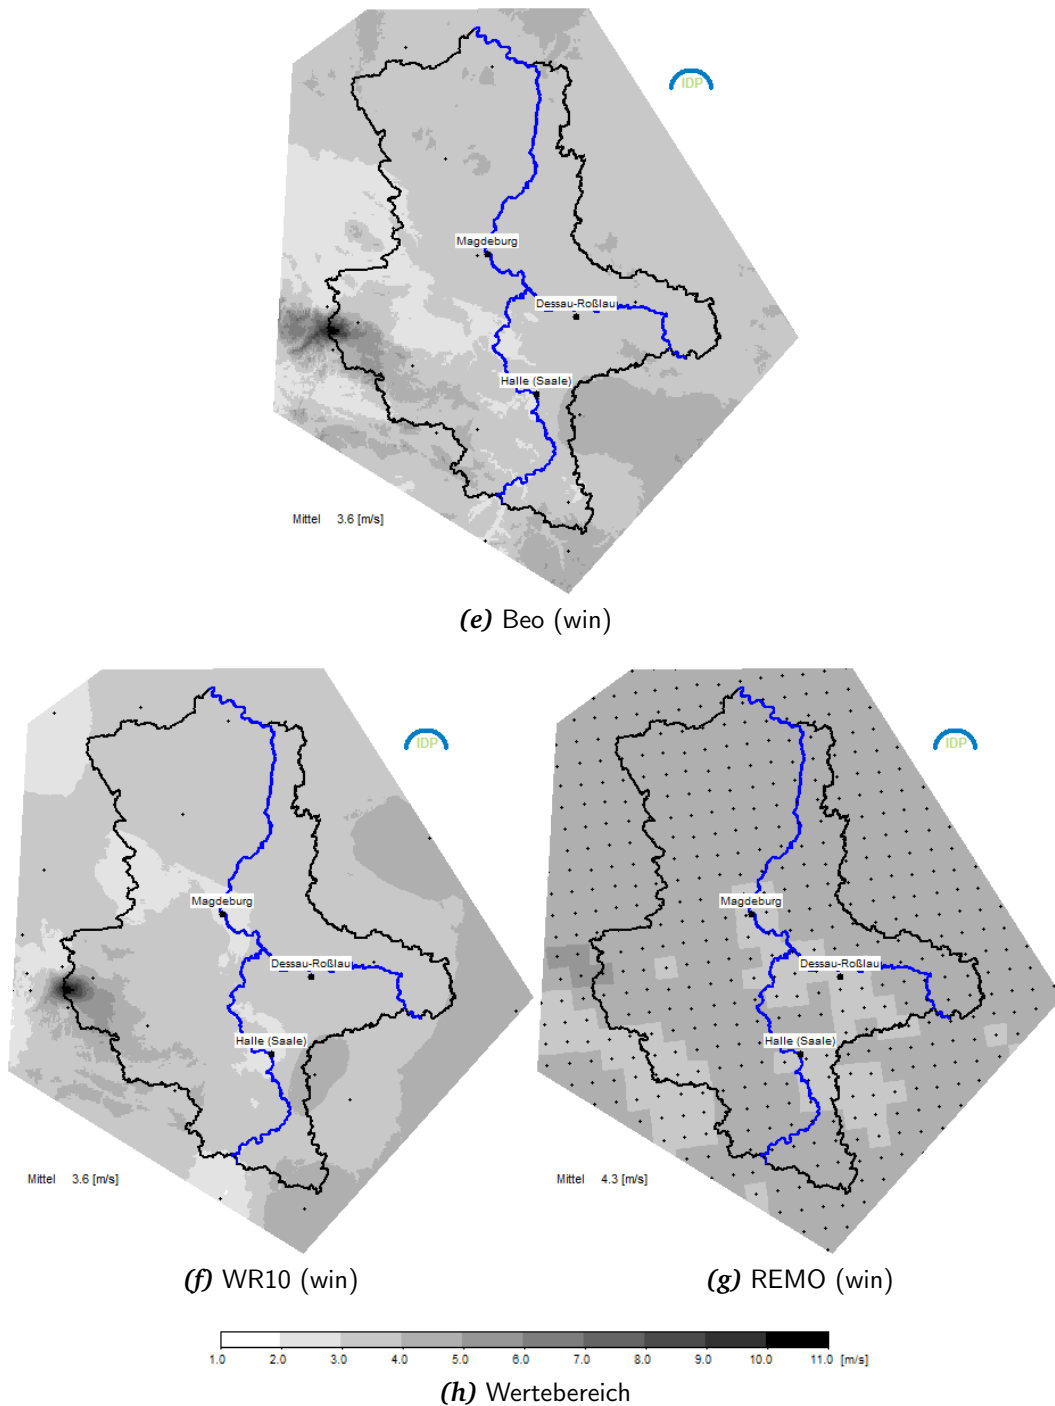 IDP
Magdeburg
Dessau-Roßlau
Halle (Saale)
Mittel 3.6 [m/s]
(e) Beo (win)
IDP
IDP
Magdeburg
Magdeburg
Dessau-Roßlau
Dessau-Roßlau
Halle (Saale)
Halle (Saale)
Mittel 3.6 [m/s]
Mittel 4.3 [m/s]
(f) WR10 (win)
(g) REMO (win)
1.0 2.0 3.0 4.0 5.0 6.0 7.0 8.0 9.0 10.0 11.0 [m/s]
(h) Wertebereich